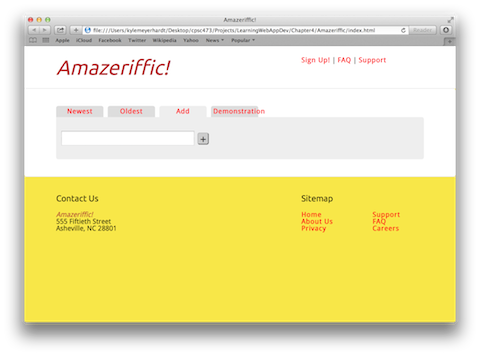 Amazeriffic!
file:///Users/kylemeyerhardt/Desktop/cpsc473/Projects/LearningWebAppDev/Chapter4/Amazeriffic/index.html
Reader
Apple iCloud Facebook Twitter Wikipedia Yahoo News Popular
Amazeriffic!
Sign Up! | FAQ | Support
Newest Oldest Add Demonstration
+
Contact Us
Sitemap
Amazeriffic!
555 Fiftieth Street
Asheville, NC 28801
Home Support
About Us FAQ
Privacy Careers